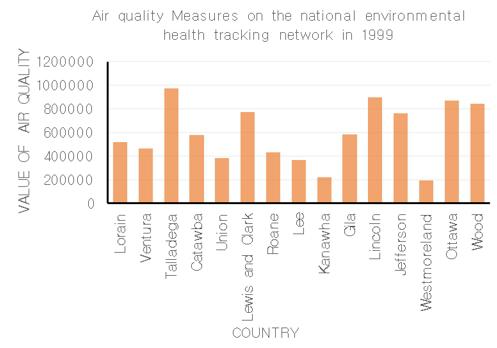 Air quality Measures on the national environmental
health tracking network in 1999
VALUE OF AIR QUALITY
1200000
1000000
800000
600000
400000
200000
0
Lorain
Ventura
Talladega
Catawba
Union
Lewis and Clark
Roane
Lee
Kanawha
Gila
Lincoln
Jefferson
Westmoreland
Ottawa
Wood
COUNTRY